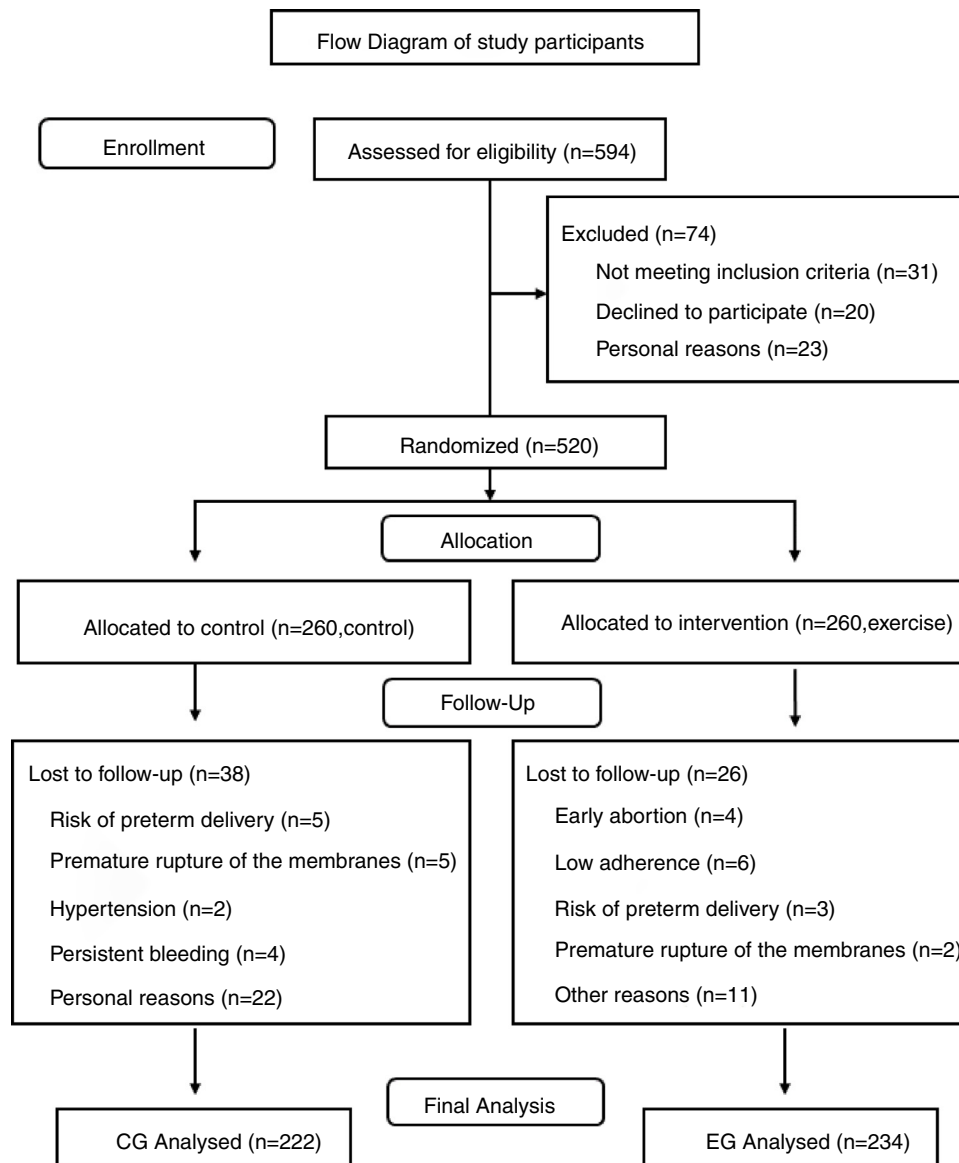 Flow Diagram of study participants
Enrollment
Assessed for eligibility (n=594)
Excluded (n=74)
Not meeting inclusion criteria (n=31)
Declined to participate (n=20)
Personal reasons (n=23)
Randomized (n=520)
Allocation
Allocated to control (n=260,control)
Allocated to intervention (n=260,exercise)
Follow-Up
Lost to follow-up (n=38)
Risk of preterm delivery (n=5)
Premature rupture of the membranes (n=5)
Hypertension (n=2)
Persistent bleeding (n=4)
Personal reasons (n=22)
Lost to follow-up (n=26)
Early abortion (n=4)
Low adherence (n=6)
Risk of preterm delivery (n=3)
Premature rupture of the membranes (n=2)
Other reasons (n=11)
Final Analysis
CG Analysed (n=222)
EG Analysed (n=234)